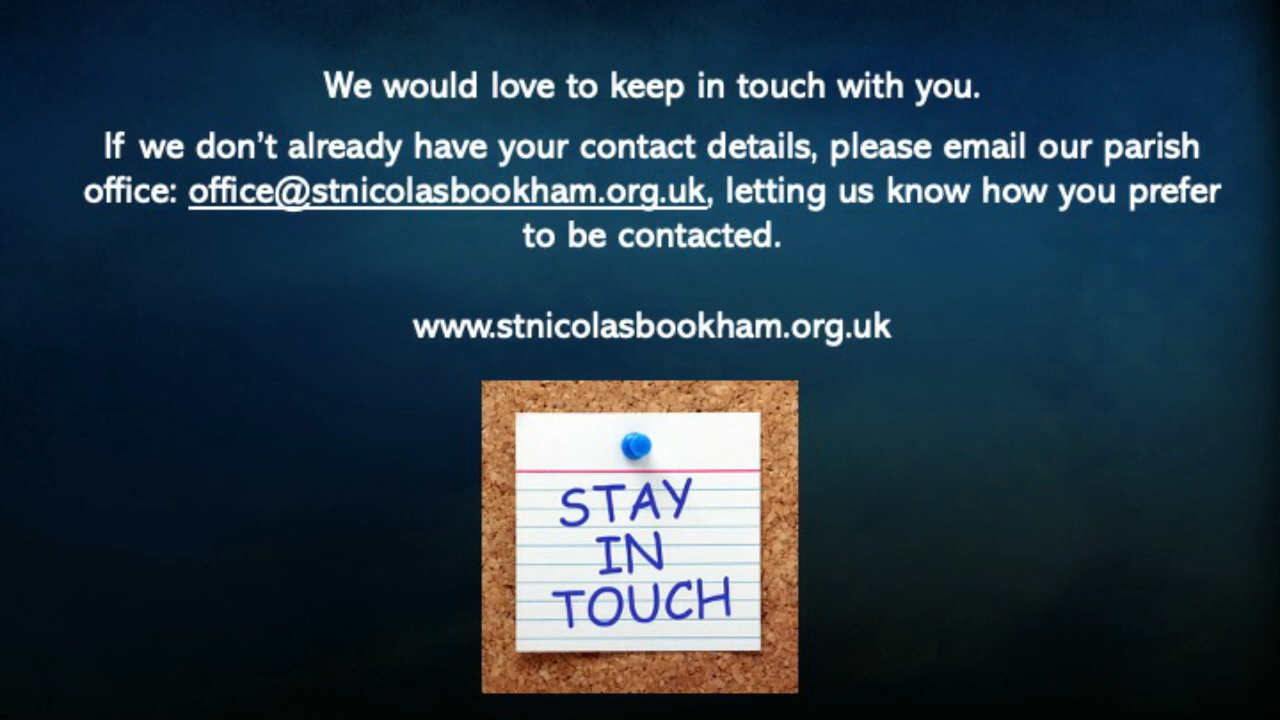 We would love to keep in touch with you.
If we don't already have your contact details, please email our parish
office: office@stnicolasbookham.org.uk, letting us know how you prefer
to be contacted.
www.stnicolasbookham.org.uk
STAY
IN
TOUCH